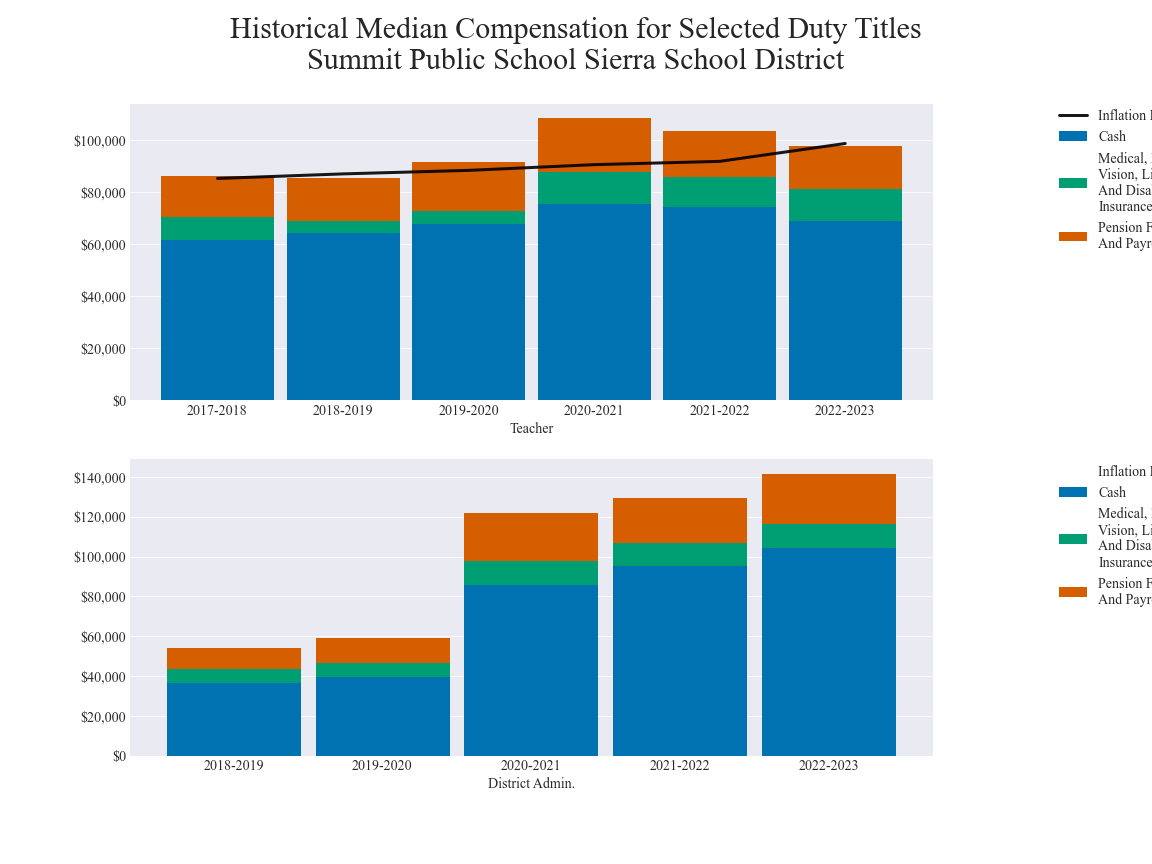 Historical Median Compensation for Selected Duty Titles
Summit Public School Sierra School District
$100,000
$80,000
$60,000
$40,000
$20,000
$0
2017-2018 2018-2019 2019-2020 2020-2021 2021-2022 2022-2023
Teacher
Inflation
Cash
Medical,
Vision,
And
Insurance
Pension
And
$140,000
$120,000
$100,000
$80,000
$60,000
$40,000
$20,000
$0
2018-2019 2019-2020 2020-2021 2021-2022 2022-2023
District Admin.
Inflation
Cash
Medical,
Vision,
And
Insurance
Pension
And